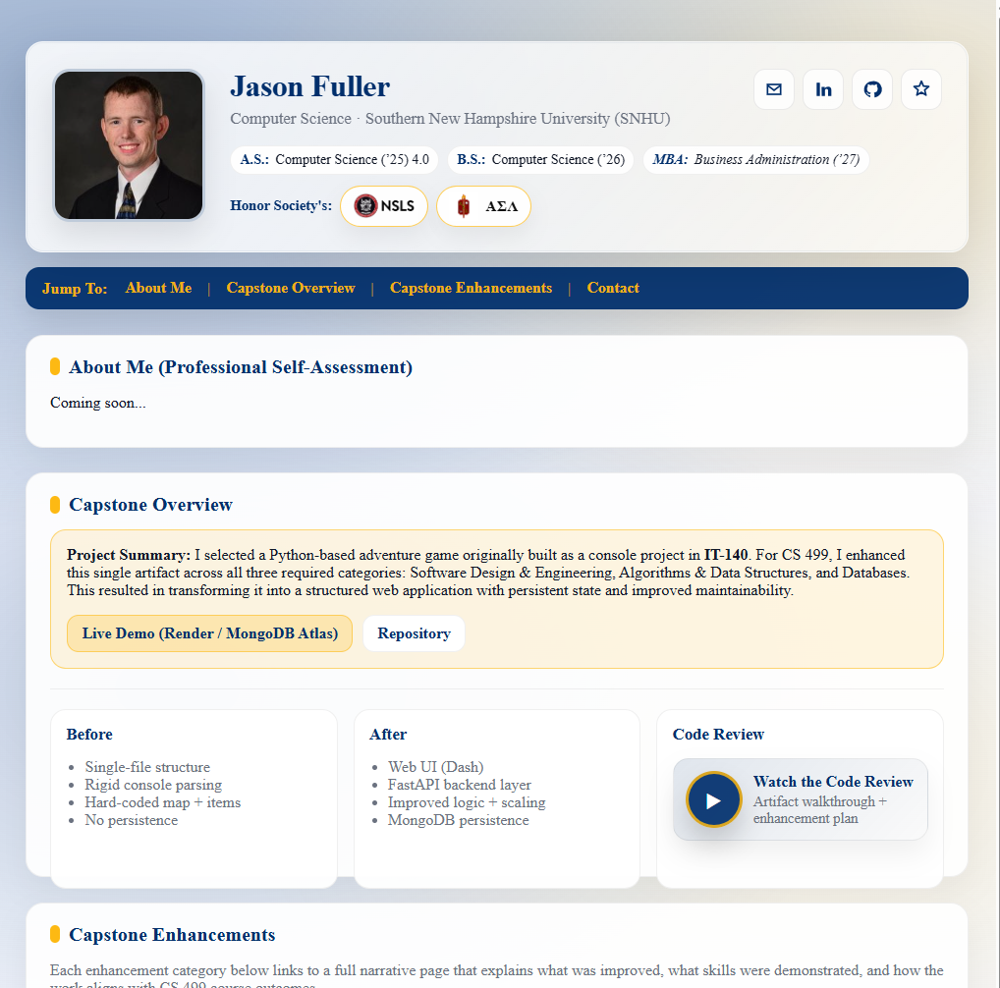 Jason Fuller
in
Computer Science · Southern New Hampshire University (SNHU)
A.S.: Computer Science (’25) 4.0
B.S.: Computer Science (’26)
MBA: Business Administration (’27)
Honor Society's:
NSLS
ΑΣΛ
Jump To:
About Me
|
Capstone Overview
|
Capstone Enhancements
|
Contact
About Me (Professional Self-Assessment)
Coming soon...
Capstone Overview
Project Summary: I selected a Python-based adventure game originally built as a console project in IT-140. For CS 499, I enhanced
this single artifact across all three required categories: Software Design & Engineering, Algorithms & Data Structures, and Databases.
This resulted in transforming it into a structured web application with persistent state and improved maintainability.
Live Demo (Render / MongoDB Atlas)
Repository
Before
• Single-file structure
• Rigid console parsing
• Hard-coded map + items
• No persistence
After
• Web UI (Dash)
• FastAPI backend layer
• Improved logic + scaling
• MongoDB persistence
Code Review
Watch the Code Review
Artifact walkthrough +
enhancement plan
Capstone Enhancements
Each enhancement category below links to a full narrative page that explains what was improved, what skills were demonstrated, and how the
work aligns with CS 499 course outcomes.